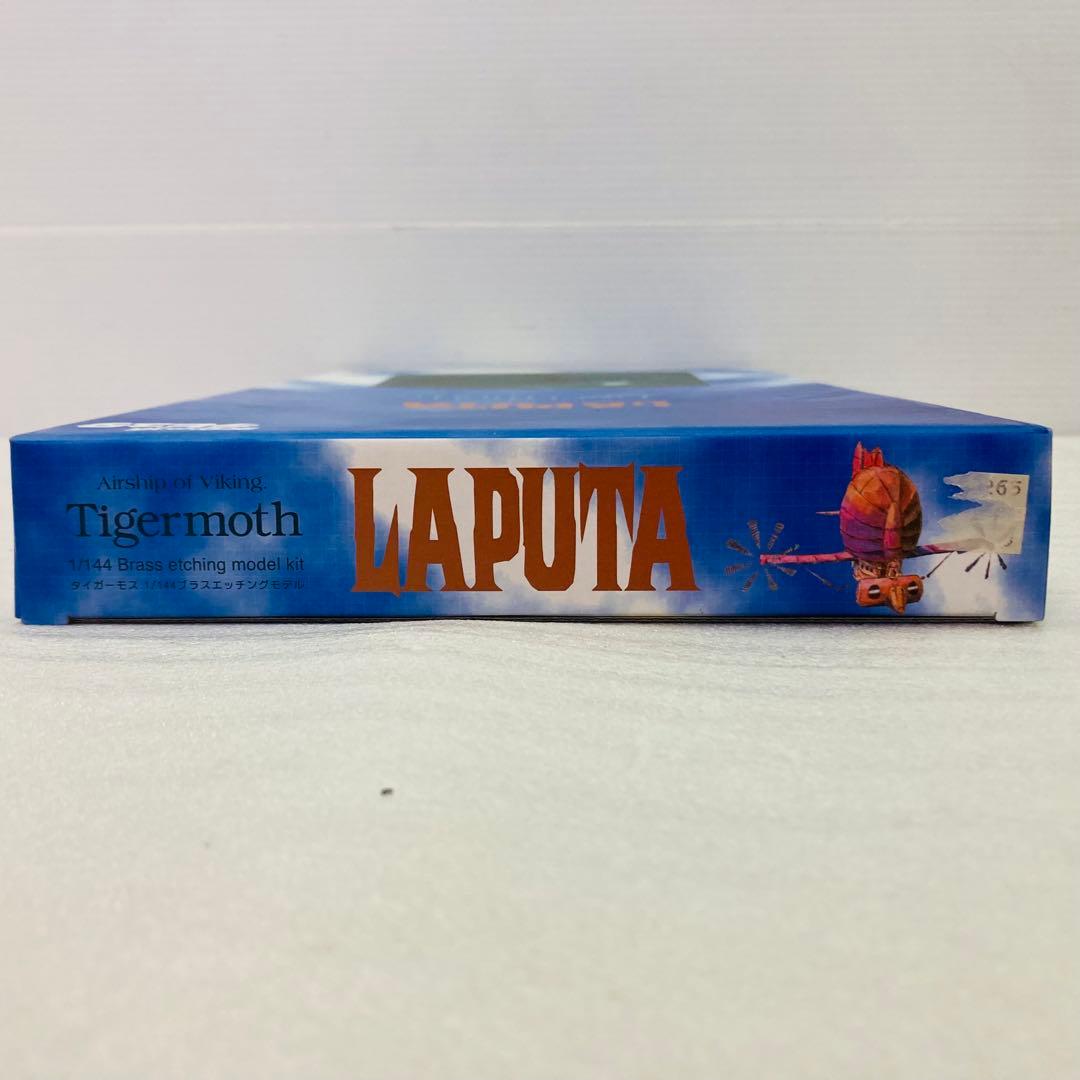 Airship of Viking.
Tigermoth
1/144 Brass etching model kit
タイガーモス 1/144ブラスエッチングモデル
LAPUTA
265